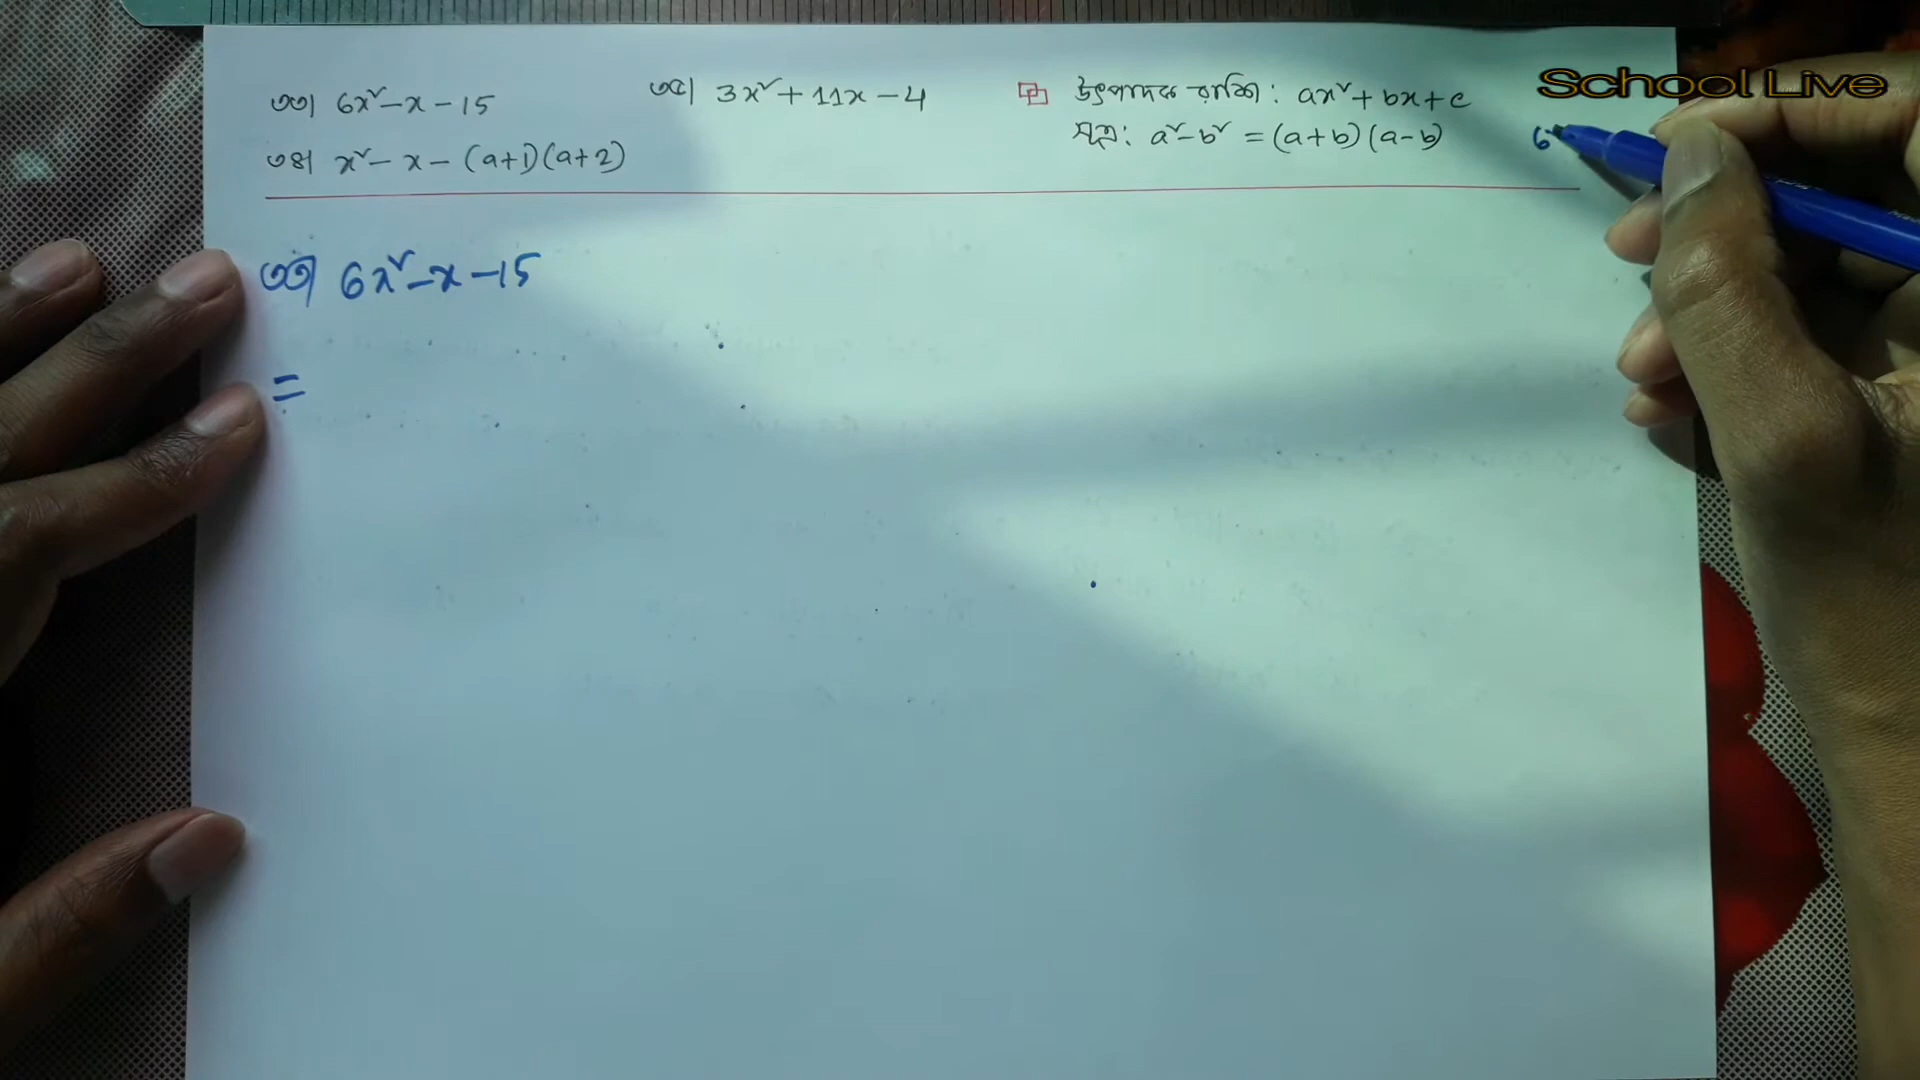 ৩৩। 6x² - x - 15
৩৪। x² - x - (a+1)(a+2)
৩৫। 3x² + 11x - 4
উৎপাদক রাশি: ax² + bx + c
সূত্র: a² - b² = (a+b)(a-b)
School Live
6
৩৩। 6x² - x - 15
=